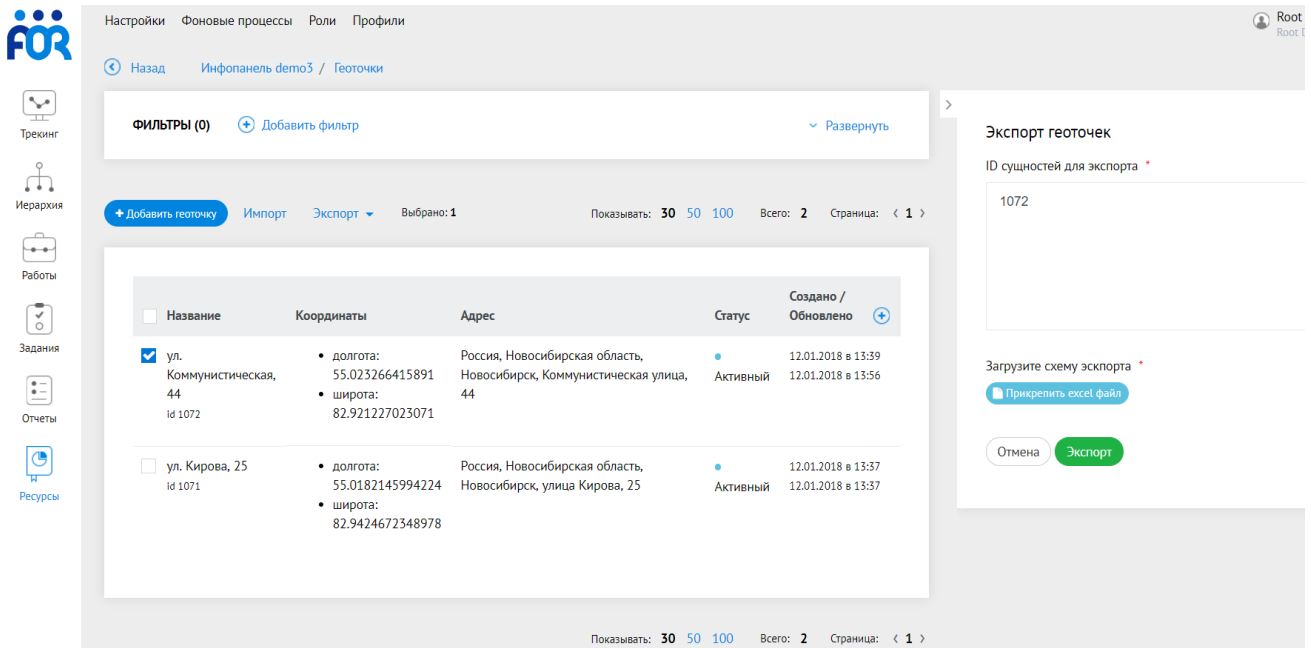 FOR
Настройки Фоновые процессы Роли Профили
Root
Root D
Назад Инфопанель demo3 / Геоточки
Трекинг
Иерархия
Работы
Задания
Отчеты
Ресурсы
ФИЛЬТРЫ (0) Добавить фильтр Развернуть
+ Добавить геоточку Импорт Экспорт Выбрано: 1 Показывать: 30 50 100 Всего: 2 Страница: 1
Название Координаты Адрес Статус Создано / Обновлено
ул. Коммунистическая, 44
id 1072
• долгота:
55.023266415891
• широта:
82.921227023071
Россия, Новосибирская область,
Новосибирск, Коммунистическая улица,
44
Активный
12.01.2018 в 13:39
12.01.2018 в 13:56
ул. Кирова, 25
id 1071
• долгота:
55.0182145994224
• широта:
82.9424672348978
Россия, Новосибирская область,
Новосибирск, улица Кирова, 25
Активный
12.01.2018 в 13:37
12.01.2018 в 13:37
Показывать: 30 50 100 Всего: 2 Страница: 1
Экспорт геоточек
ID сущностей для экспорта *
1072
Загрузите схему эскпорта *
Прикрепить excel файл
Отмена Экспорт